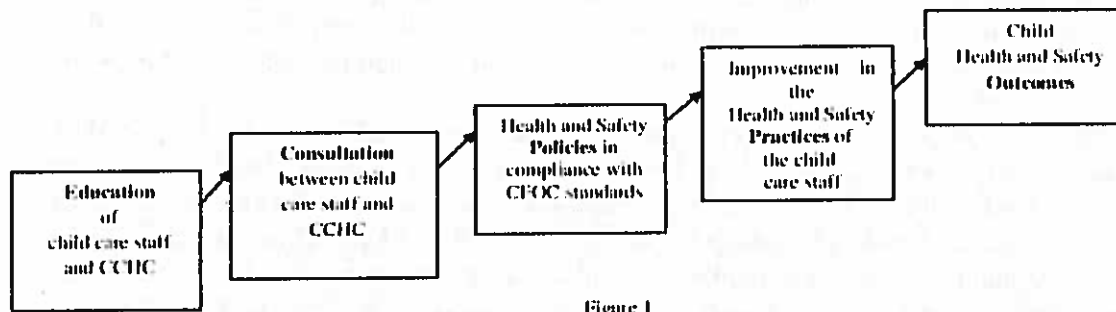 Education
of
child care staff
and CCHC
Consultation
between child
care staff and
CCHC
Health and Safety
Policies in
compliance with
CFOC standards
Improvement in
the
Health and Safety
Practices of
the child
care staff
Child
Health and Safety
Outcomes
Figure 1